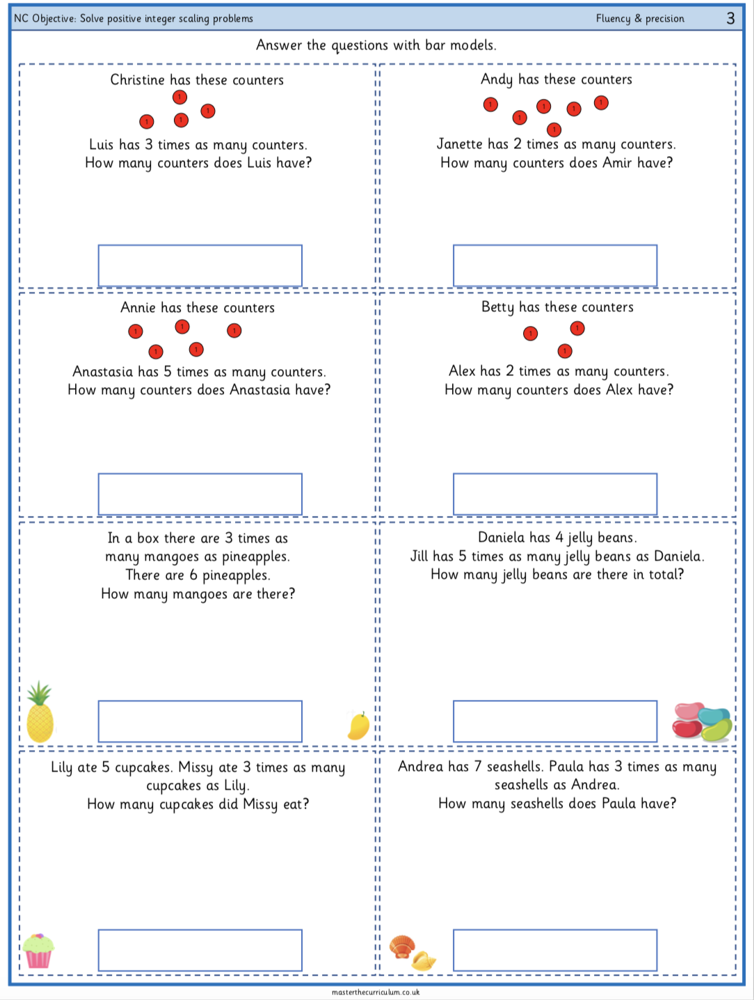 NC Objective: Solve positive integer scaling problems
Fluency & precision
3
Answer the questions with bar models.
Christine has these counters
1
1
1
1
Luis has 3 times as many counters.
How many counters does Luis have?
Andy has these counters
1
1
1
1
1
1
Janette has 2 times as many counters.
How many counters does Amir have?
Annie has these counters
1
1
1
1
1
Anastasia has 5 times as many counters.
How many counters does Anastasia have?
Betty has these counters
1
1
1
Alex has 2 times as many counters.
How many counters does Alex have?
In a box there are 3 times as
many mangoes as pineapples.
There are 6 pineapples.
How many mangoes are there?
Daniela has 4 jelly beans.
Jill has 5 times as many jelly beans as Daniela.
How many jelly beans are there in total?
Lily ate 5 cupcakes. Missy ate 3 times as many
cupcakes as Lily.
How many cupcakes did Missy eat?
Andrea has 7 seashells. Paula has 3 times as many
seashells as Andrea.
How many seashells does Paula have?
masterthecurriculum.co.uk